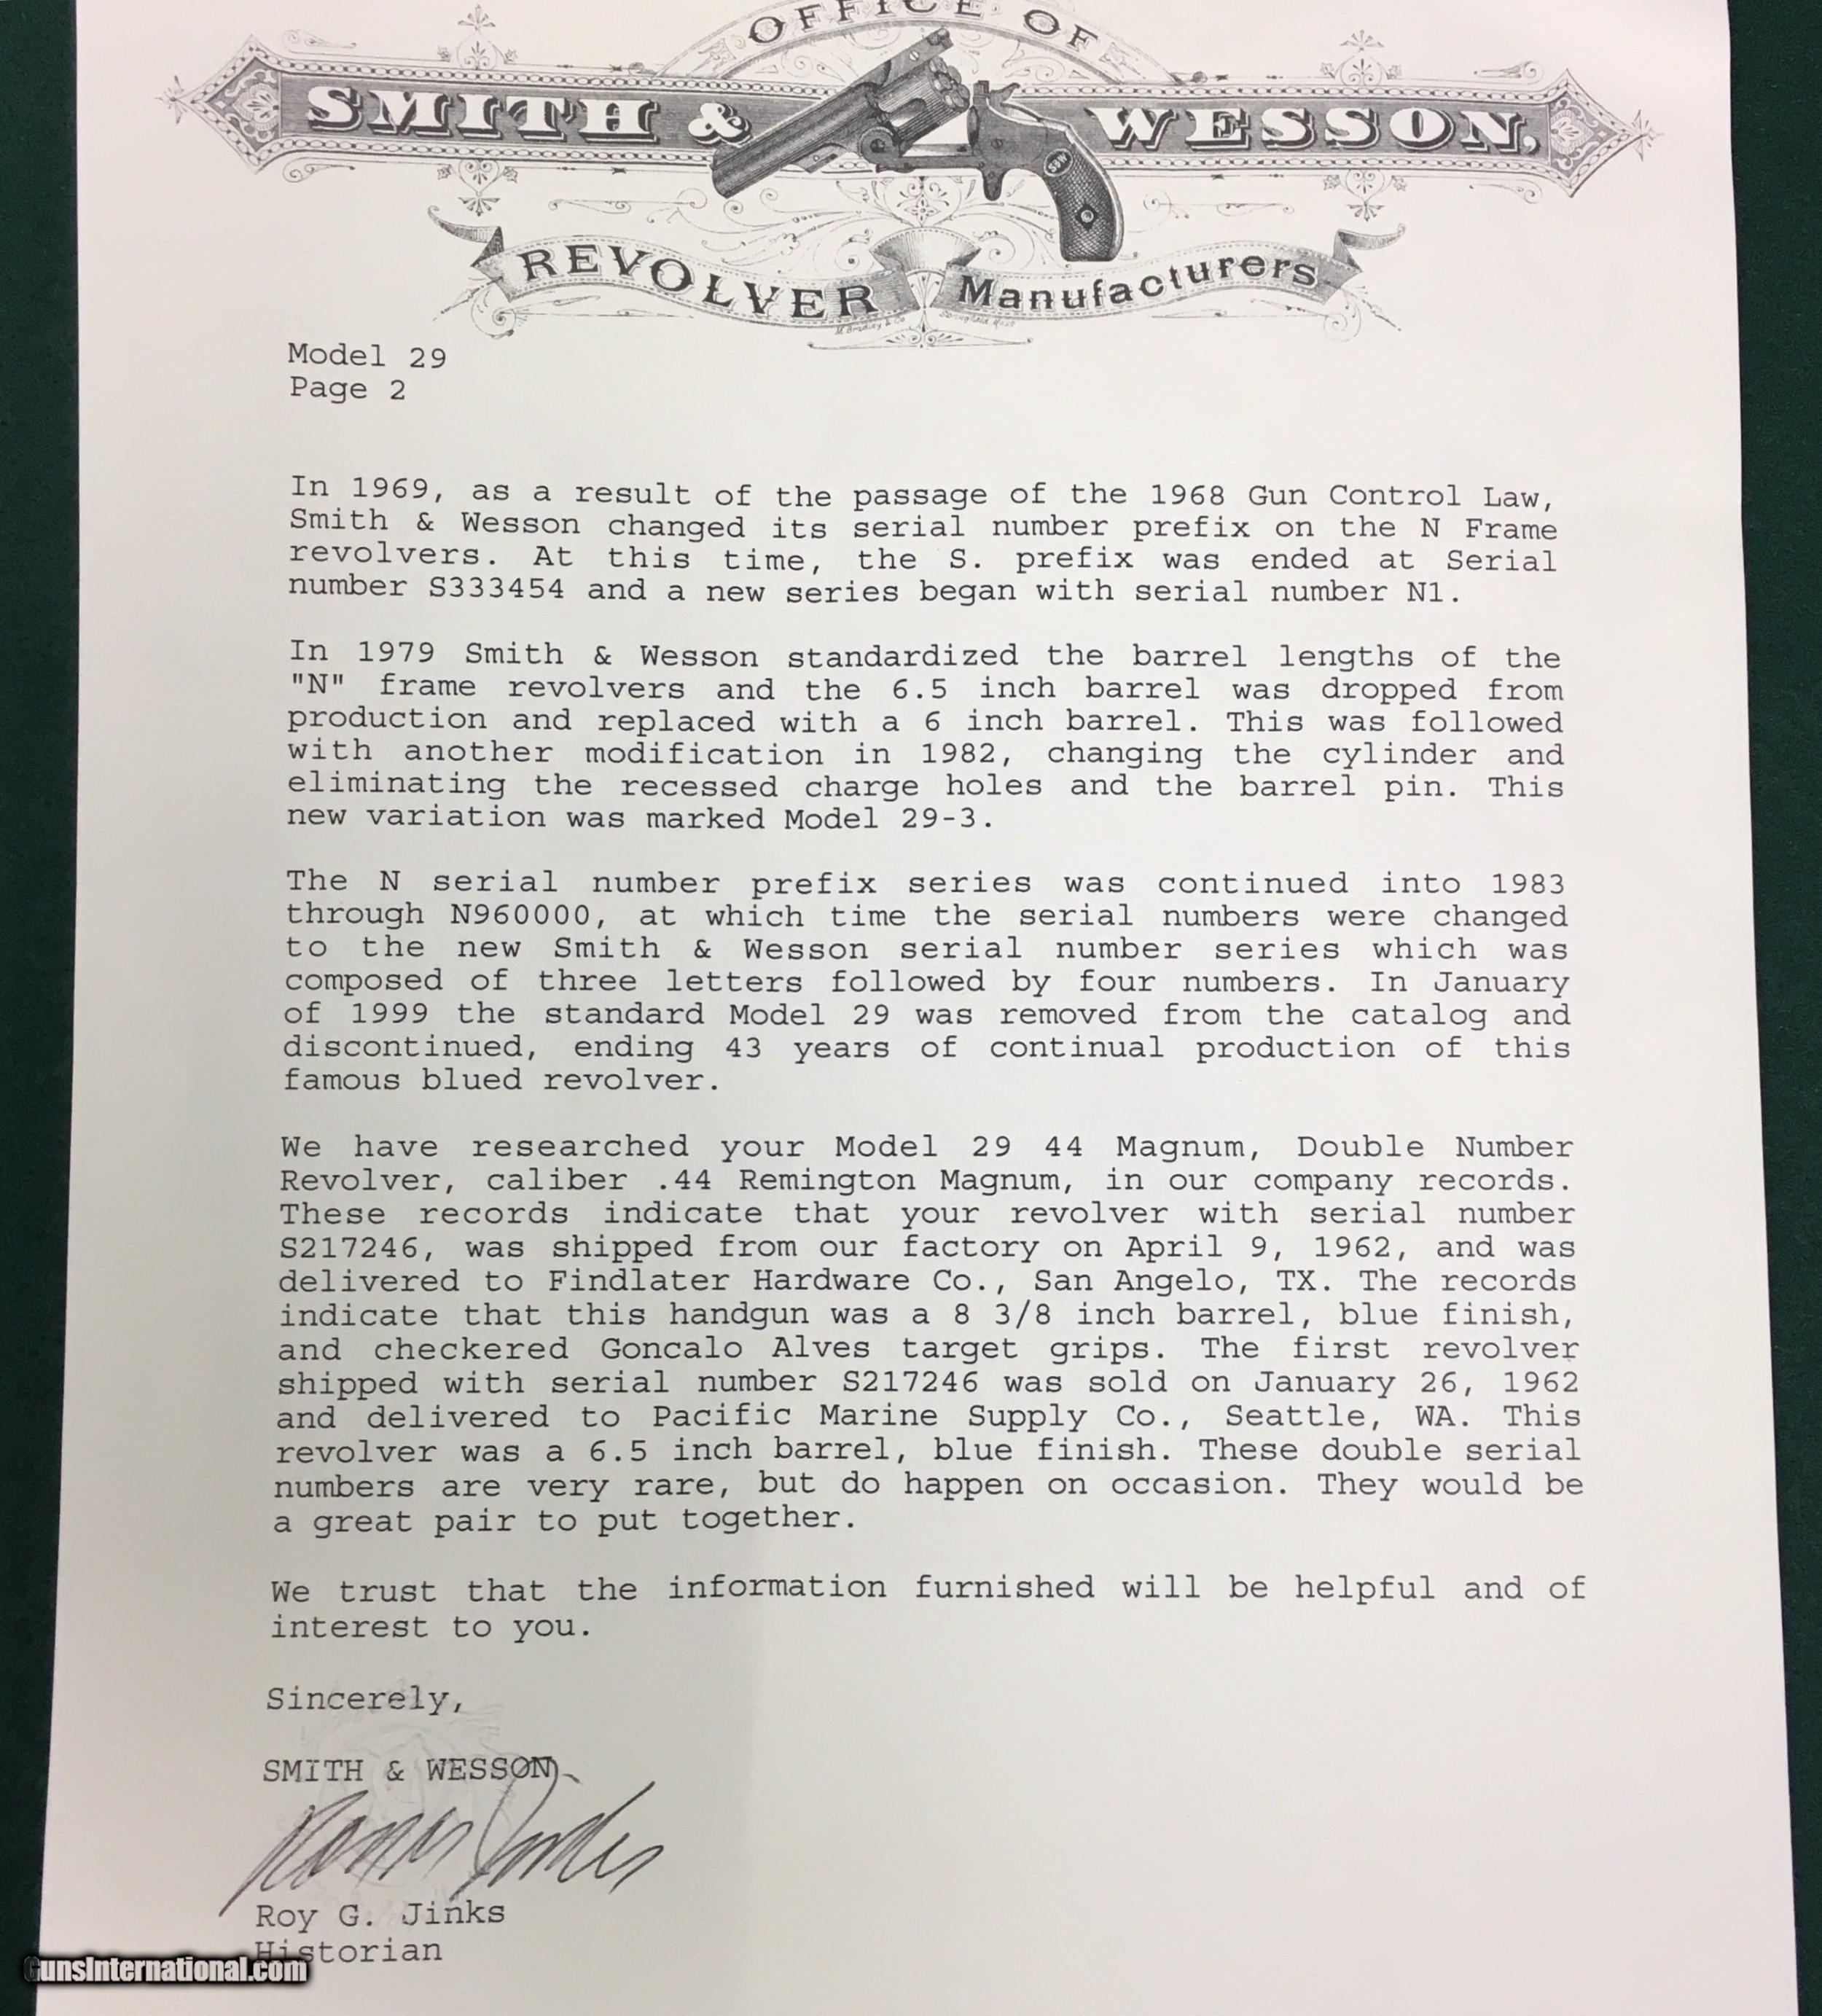 OFFICE OF
SMITH & WESSON,
S&W
REVOLVER Manufacturers
Model 29
Page 2
In 1969, as a result of the passage of the 1968 Gun Control Law,
Smith & Wesson changed its serial number prefix on the N Frame
revolvers. At this time, the S. prefix was ended at Serial
number S333454 and a new series began with serial number N1.
In 1979 Smith & Wesson standardized the barrel lengths of the
"N" frame revolvers and the 6.5 inch barrel was dropped from
production and replaced with a 6 inch barrel. This was followed
with another modification in 1982, changing the cylinder and
eliminating the recessed charge holes and the barrel pin. This
new variation was marked Model 29-3.
The N serial number prefix series was continued into 1983
through N960000, at which time the serial numbers were changed
to the new Smith & Wesson serial number series which was
composed of three letters followed by four numbers. In January
of 1999 the standard Model 29 was removed from the catalog and
discontinued, ending 43 years of continual production of this
famous blued revolver.
We have researched your Model 29 44 Magnum, Double Number
Revolver, caliber .44 Remington Magnum, in our company records.
These records indicate that your revolver with serial number
S217246, was shipped from our factory on April 9, 1962, and was
delivered to Findlater Hardware Co., San Angelo, TX. The records
indicate that this handgun was a 8 3/8 inch barrel, blue finish,
and checkered Goncalo Alves target grips. The first revolver
shipped with serial number S217246 was sold on January 26, 1962
and delivered to Pacific Marine Supply Co., Seattle, WA. This
revolver was a 6.5 inch barrel, blue finish. These double serial
numbers are very rare, but do happen on occasion. They would be
a great pair to put together.
We trust that the information furnished will be helpful and of
interest to you.
Sincerely,
SMITH & WESSON
Roy G. Jinks
Historian
GunsInternational.com